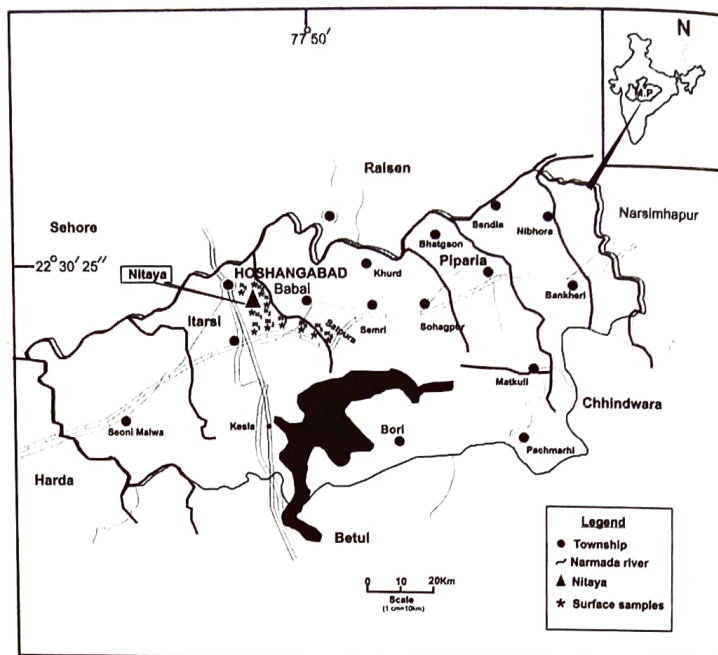 77 50′
N
M.P
Raisen
Sehore
Narsimhapur
Sendia
Nibhora
Bhatgaon
22° 30′ 25″
Nitaya
HOSHANGABAD
Babai
Khurd
Piparia
Bankheri
Itarsi
Satpura
Semri
Sohagpur
Matkuli
Chhindwara
Seoni Malwa
Kesla
Bori
Pachmarhi
Harda
Betul
Legend
Township
Narmada river
Nitaya
Surface samples
0 10 20Km
Scale
(1 cm=10km)